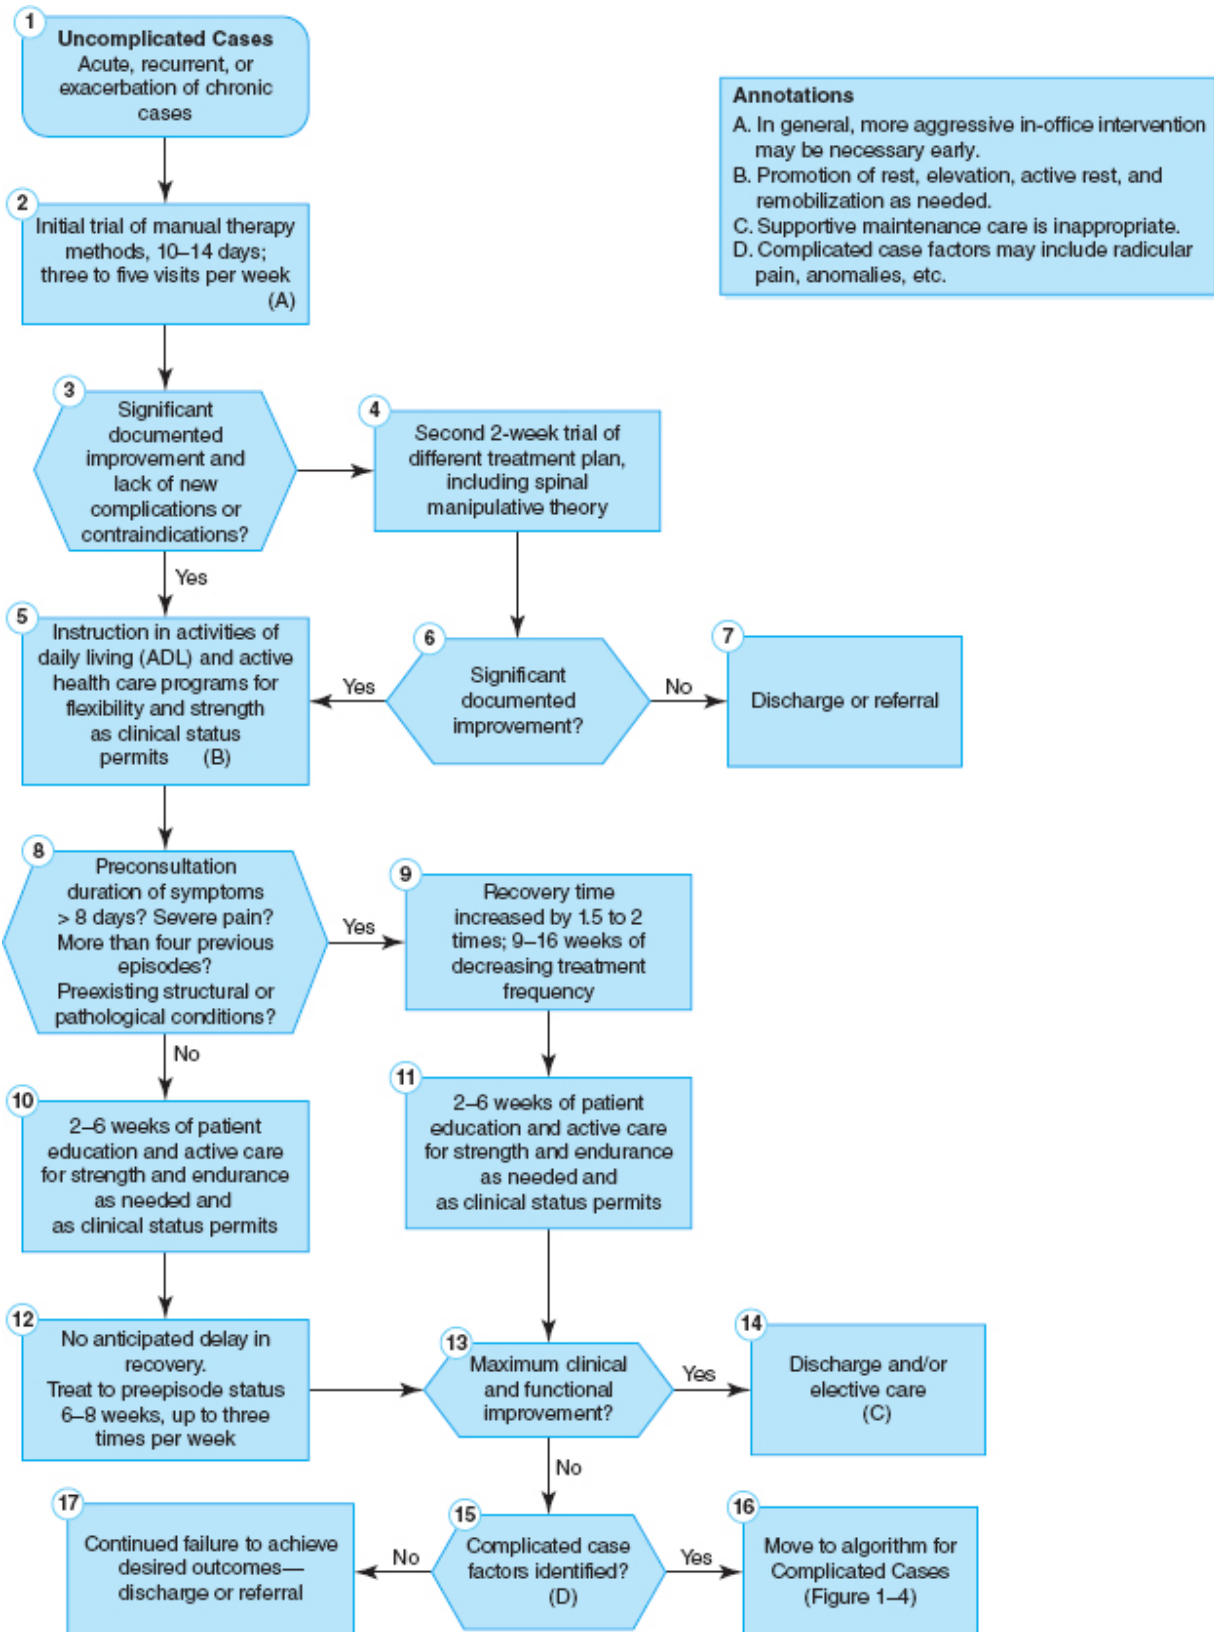 1
Uncomplicated Cases
Acute, recurrent, or
exacerbation of chronic
cases
Annotations
A. In general, more aggressive in-office intervention
may be necessary early.
B. Promotion of rest, elevation, active rest, and
remobilization as needed.
C. Supportive maintenance care is inappropriate.
D. Complicated case factors may include radicular
pain, anomalies, etc.
2
Initial trial of manual therapy
methods, 10–14 days;
three to five visits per week
(A)
3
Significant
documented
improvement and
lack of new
complications or
contraindications?
4
Second 2-week trial of
different treatment plan,
including spinal
manipulative theory
Yes
5
Instruction in activities of
daily living (ADL) and active
health care programs for
flexibility and strength
as clinical status
permits (B)
Yes
6
Significant
documented
improvement?
No
7
Discharge or referral
8
Preconsultation
duration of symptoms
> 8 days? Severe pain?
More than four previous
episodes?
Preexisting structural or
pathological conditions?
Yes
9
Recovery time
increased by 1.5 to 2
times; 9–16 weeks of
decreasing treatment
frequency
No
10
2–6 weeks of patient
education and active care
for strength and endurance
as needed and
as clinical status permits
11
2–6 weeks of patient
education and active care
for strength and endurance
as needed and
as clinical status permits
12
No anticipated delay in
recovery.
Treat to preepisode status
6–8 weeks, up to three
times per week
13
Maximum clinical
and functional
improvement?
Yes
14
Discharge and/or
elective care
(C)
No
17
Continued failure to achieve
desired outcomes—
discharge or referral
No
15
Complicated case
factors identified?
(D)
Yes
16
Move to algorithm for
Complicated Cases
(Figure 1–4)